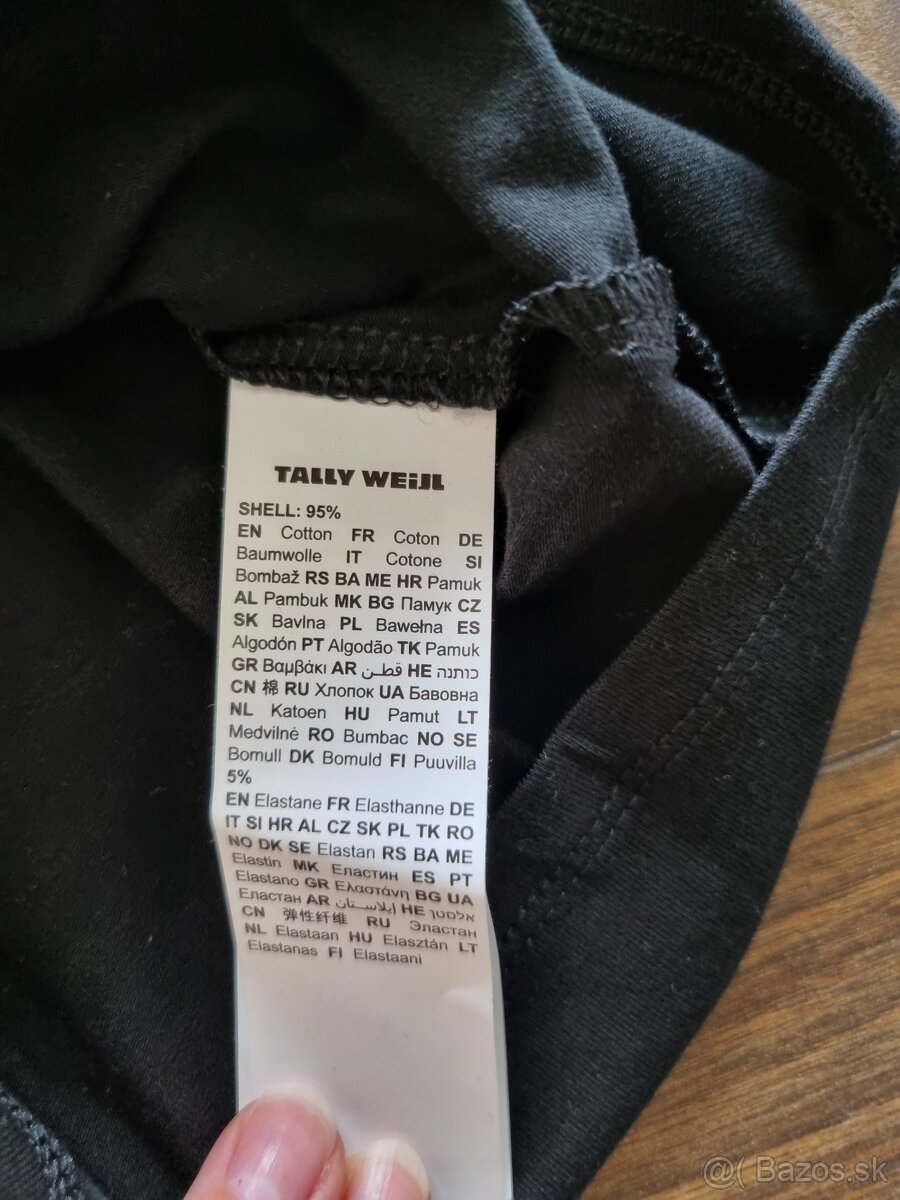 TALLY WEiJL
SHELL: 95%
EN Cotton FR Coton DE
Baumwolle IT Cotone SI
Bombaž RS BA ME HR Pamuk
AL Pambuk MK BG Памук CZ
SK Bavlna PL Bawełna ES
Algodón PT Algodão TK Pamuk
GR Βαμβάκι AR قطن HE כותנה
CN 棉 RU Хлопок UA Бавовна
NL Katoen HU Pamut LT
Medvilnė RO Bumbac NO SE
Bomull DK Bomuld FI Puuvilla
5%
EN Elastane FR Elasthanne DE
IT SI HR AL CZ SK PL TK RO
NO DK SE Elastan RS BA ME
Elastin MK Еластин ES PT
Elastano GR Ελαστάνη BG UA
Еластан AR إيلاستان HE אלסטן
CN 弹性纤维 RU Эластан
NL Elastaan HU Elasztán LT
Elastanas FI Elastaani
@( Bazos.sk